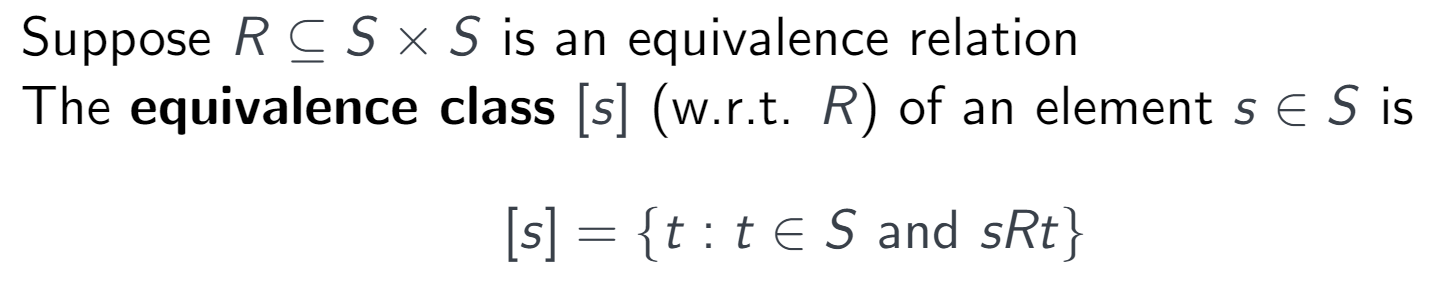 Suppose R ⊆ S × S is an equivalence relation
The equivalence class [s] (w.r.t. R) of an element s ∈ S is
[s] = {t : t ∈ S and sRt}